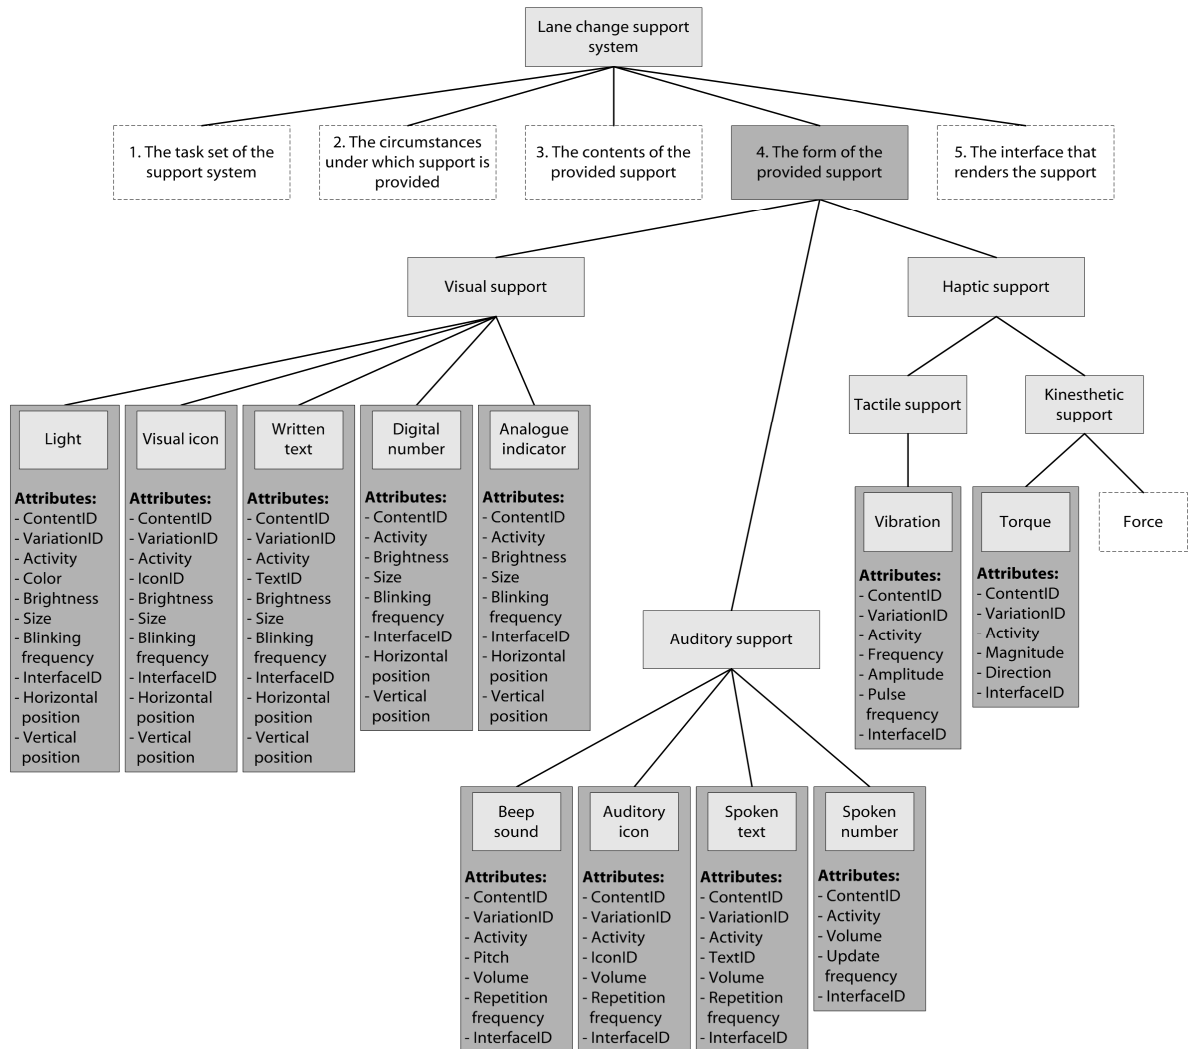 Lane change support
system
1. The task set of the
support system
2. The circumstances
under which support is
provided
3. The contents of the
provided support
4. The form of the
provided support
5. The interface that
renders the support
Visual support
Haptic support
Tactile support
Kinesthetic
support
Light
Attributes:
- ContentID
- VariationID
- Activity
- Color
- Brightness
- Size
- Blinking
frequency
- InterfaceID
- Horizontal
position
- Vertical
position
Visual icon
Attributes:
- ContentID
- VariationID
- Activity
- IconID
- Brightness
- Size
- Blinking
frequency
- InterfaceID
- Horizontal
position
- Vertical
position
Written
text
Attributes:
- ContentID
- VariationID
- Activity
- TextID
- Brightness
- Size
- Blinking
frequency
- InterfaceID
- Horizontal
position
- Vertical
position
Digital
number
Attributes:
- ContentID
- Activity
- Brightness
- Size
- Blinking
frequency
- InterfaceID
- Horizontal
position
- Vertical
position
Analogue
indicator
Attributes:
- ContentID
- Activity
- Brightness
- Size
- Blinking
frequency
- InterfaceID
- Horizontal
position
- Vertical
position
Vibration
Attributes:
- ContentID
- VariationID
- Activity
- Frequency
- Amplitude
- Pulse
frequency
- InterfaceID
Torque
Attributes:
- ContentID
- VariationID
- Activity
- Magnitude
- Direction
- InterfaceID
Force
Auditory support
Beep
sound
Attributes:
- ContentID
- VariationID
- Activity
- Pitch
- Volume
- Repetition
frequency
- InterfaceID
Auditory
icon
Attributes:
- ContentID
- VariationID
- Activity
- IconID
- Volume
- Repetition
frequency
- InterfaceID
Spoken
text
Attributes:
- ContentID
- VariationID
- Activity
- TextID
- Volume
- Repetition
frequency
- InterfaceID
Spoken
number
Attributes:
- ContentID
- Activity
- Volume
- Update
frequency
- InterfaceID